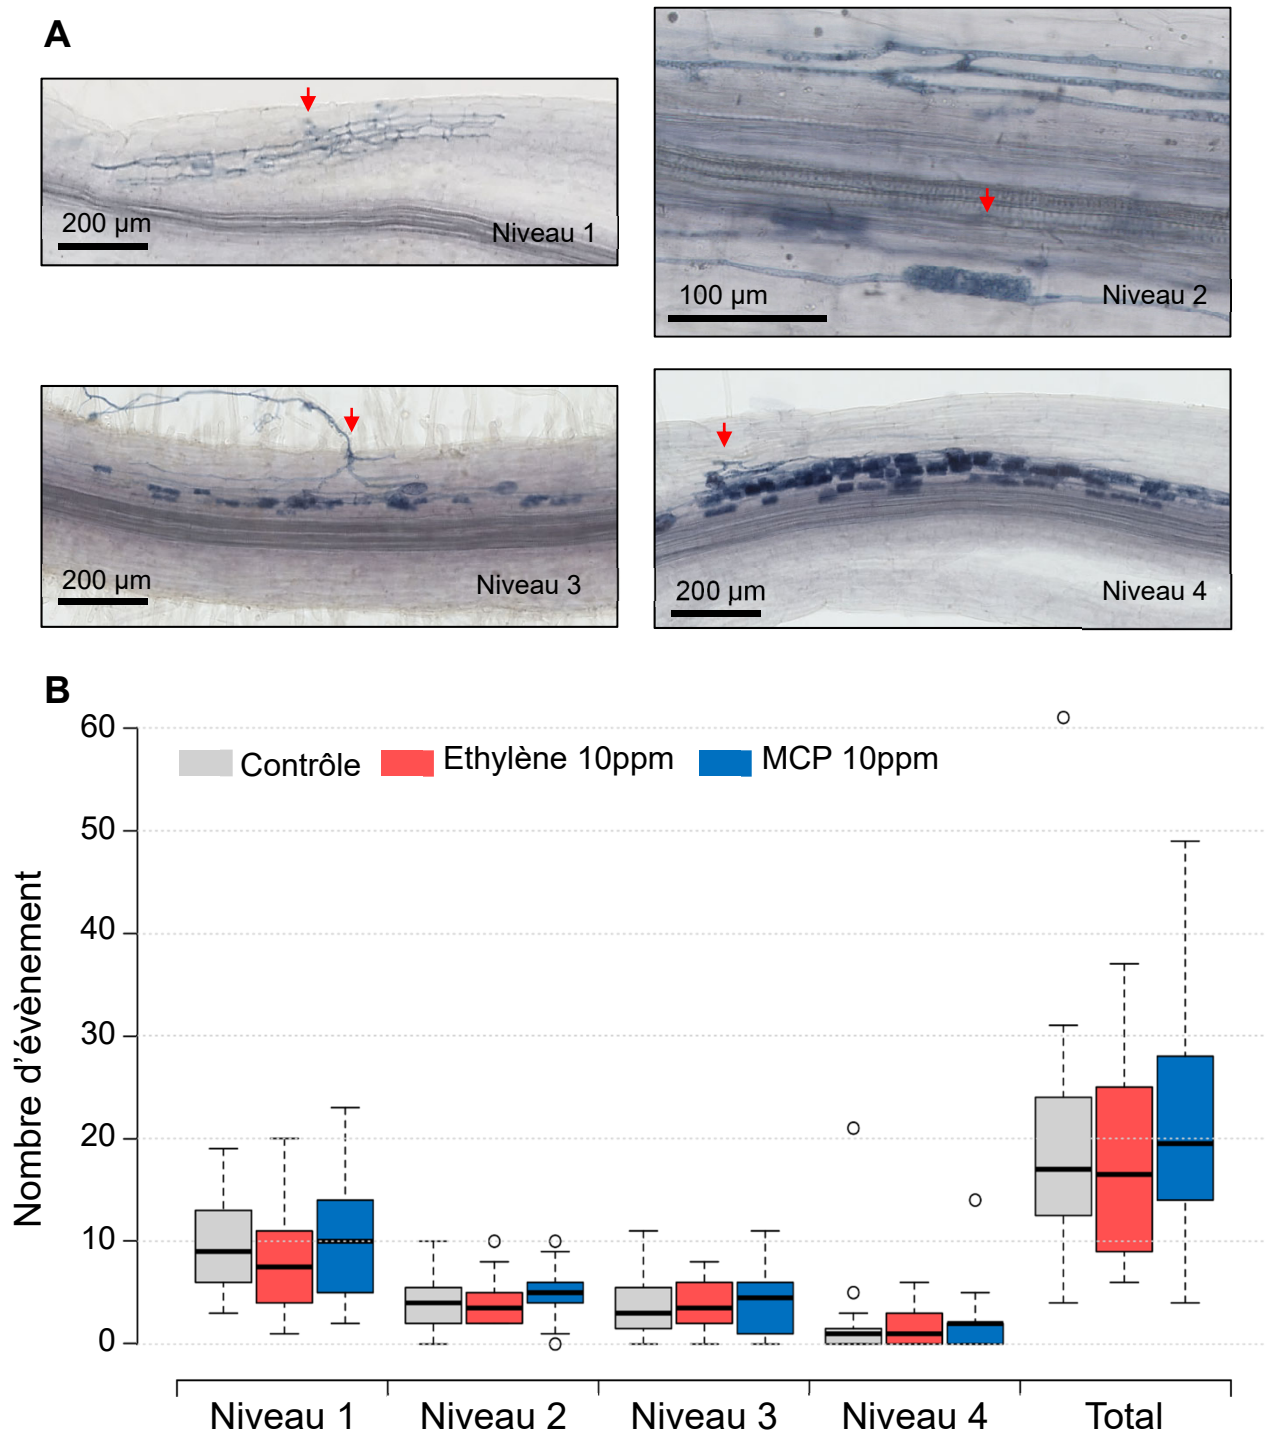 A
200 µm
Niveau 1
100 µm
Niveau 2
200 µm
Niveau 3
200 µm
Niveau 4
B
Nombre d'évènement
60
50
40
30
20
10
0
Contrôle
Ethylène 10ppm
MCP 10ppm
Niveau 1
Niveau 2
Niveau 3
Niveau 4
Total